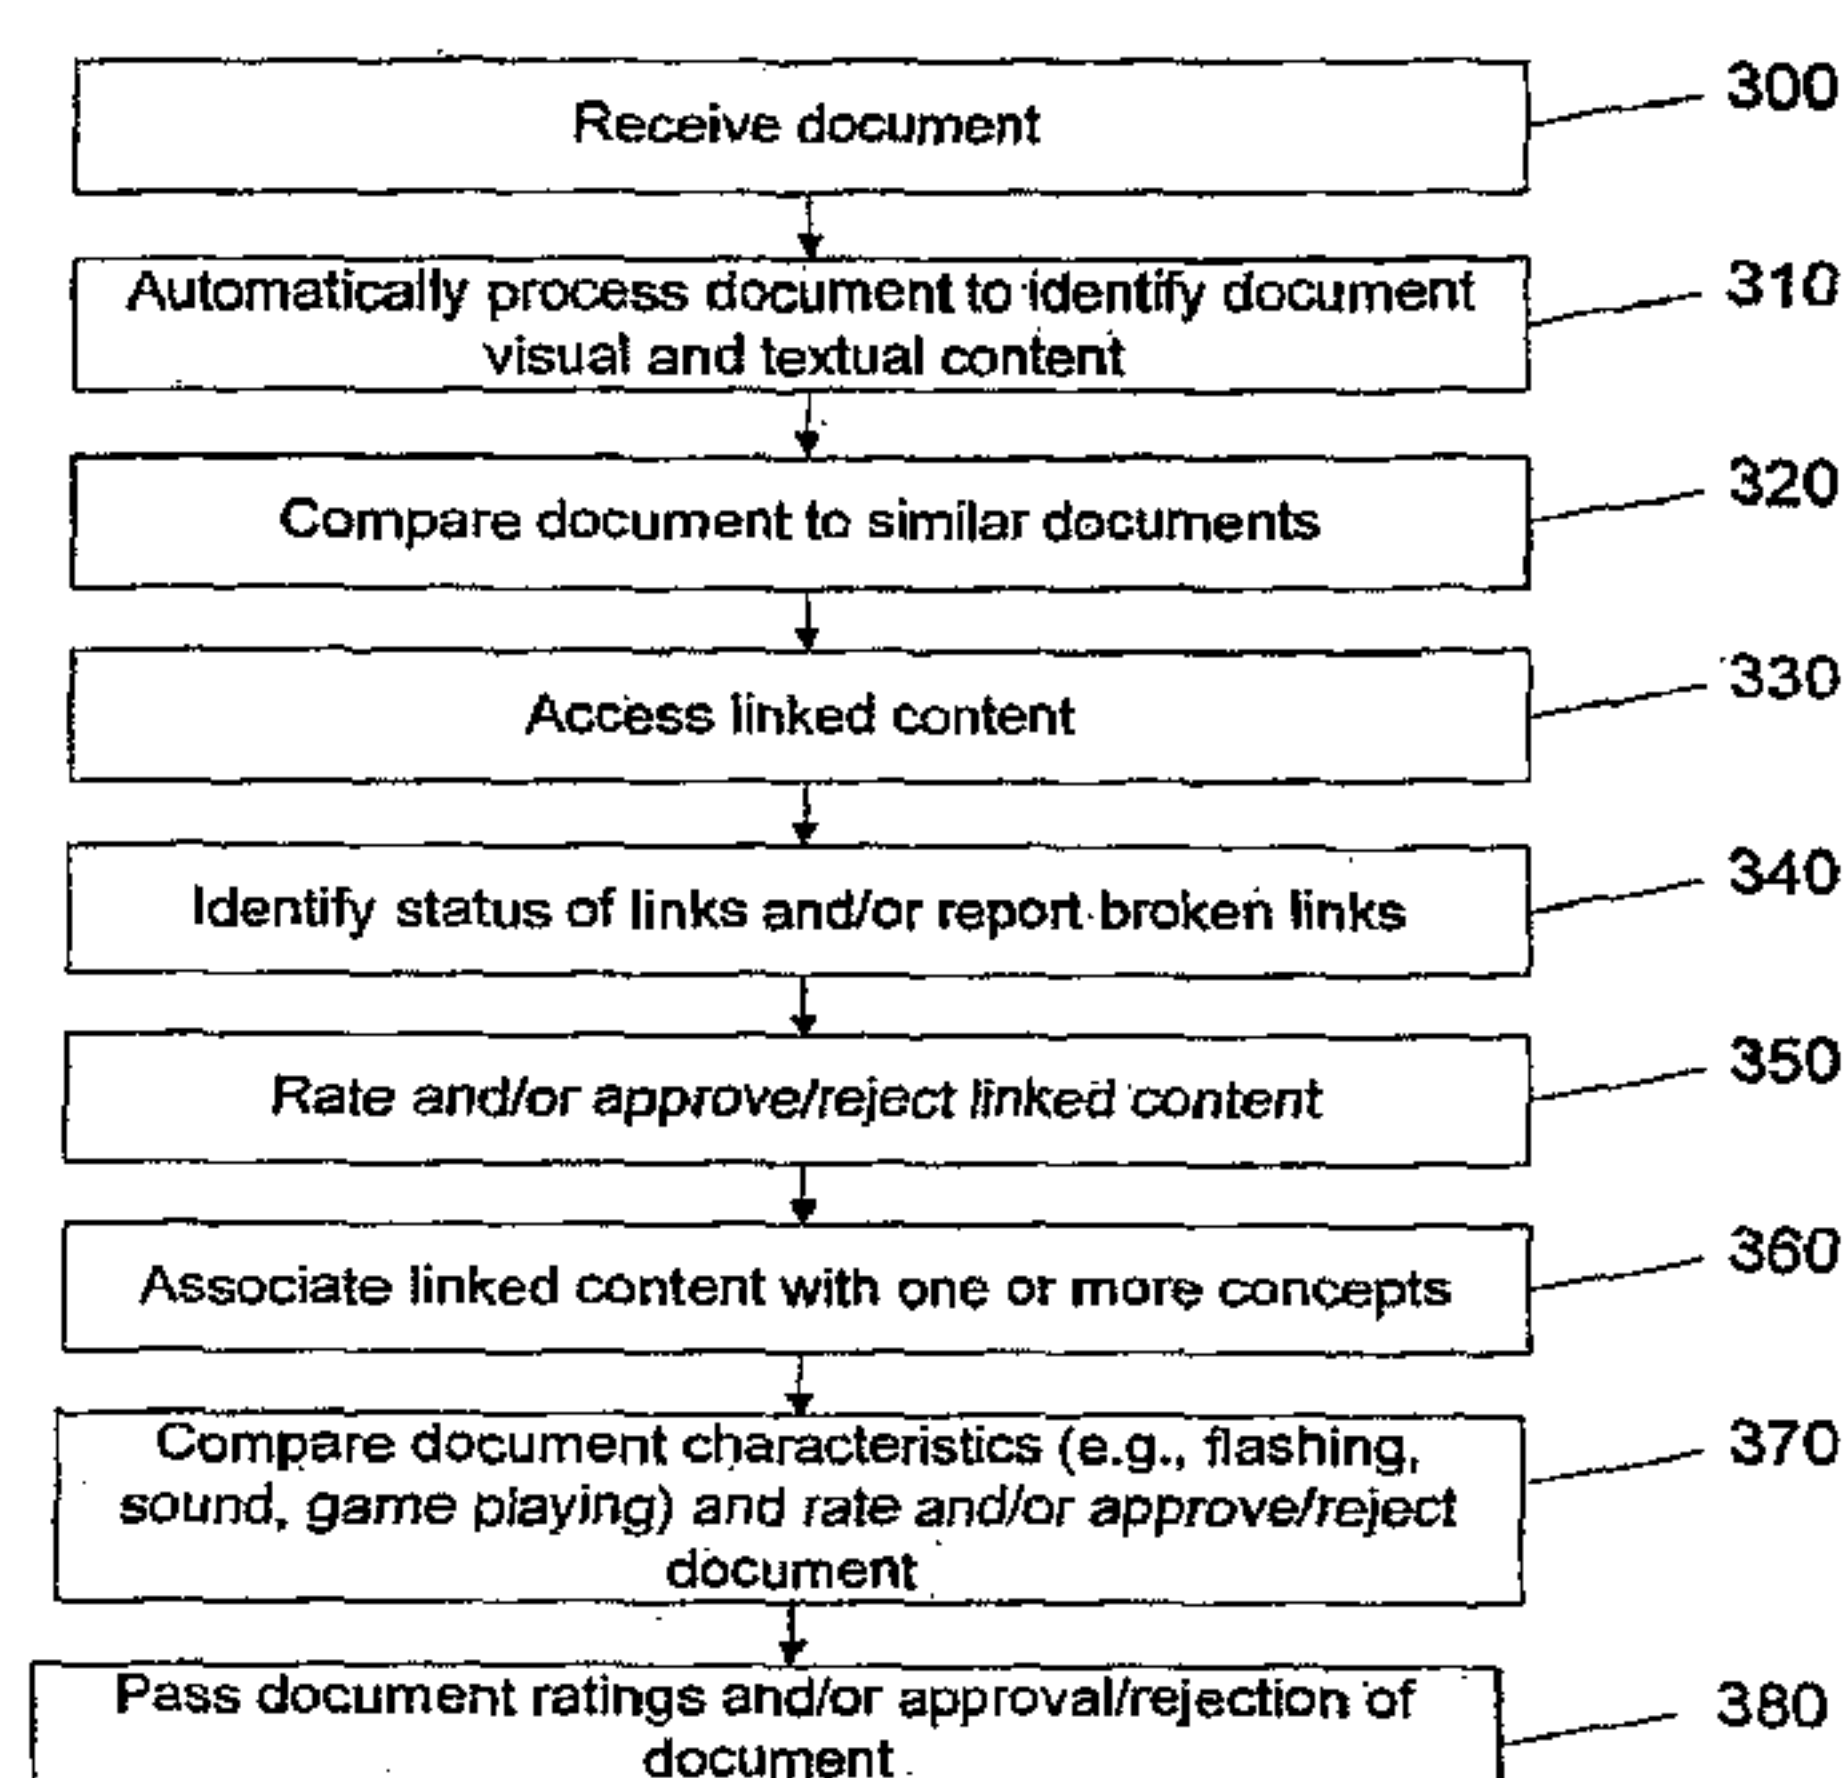 Receive document
300
Automatically process document to identify document
visual and textual content
310
Compare document to similar documents
320
Access linked content
330
Identify status of links and/or report broken links
340
Rate and/or approve/reject linked content
350
Associate linked content with one or more concepts
360
Compare document characteristics (e.g., flashing,
sound, game playing) and rate and/or approve/reject
document
370
Pass document ratings and/or approval/rejection of
document
380